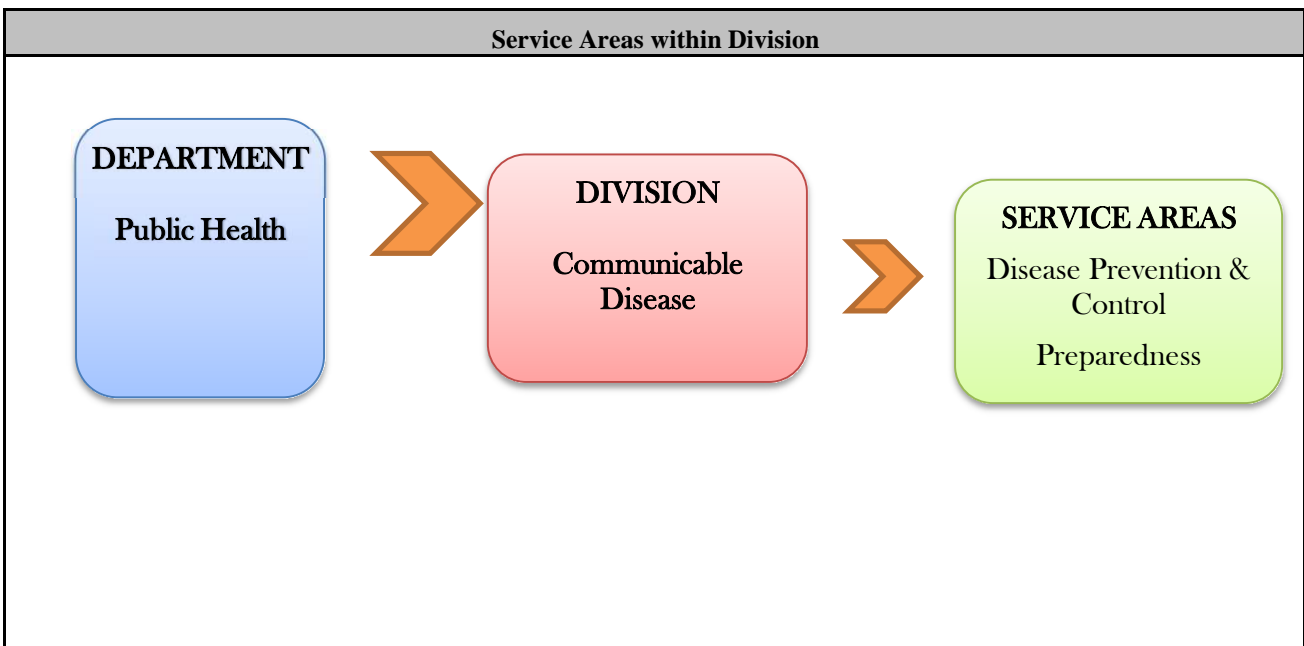 Service Areas within Division
DEPARTMENT
Public Health
DIVISION
Communicable
Disease
SERVICE AREAS
Disease Prevention &
Control
Preparedness